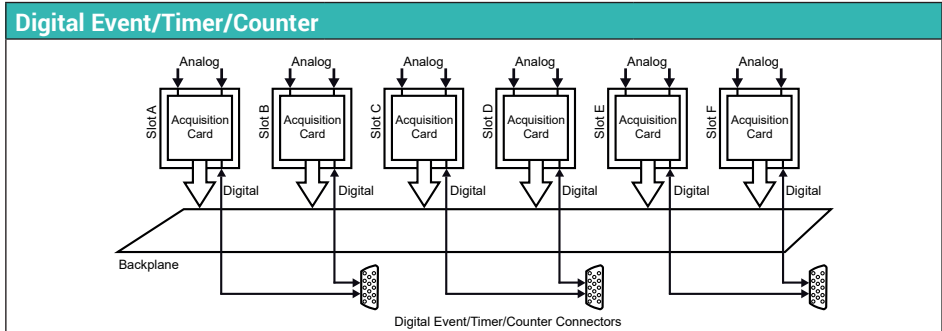 Digital Event/Timer/Counter
Analog Analog Analog Analog Analog Analog
Slot A
Acquisition
Card
Slot B
Acquisition
Card
Slot C
Acquisition
Card
Slot D
Acquisition
Card
Slot E
Acquisition
Card
Slot F
Acquisition
Card
Digital Digital Digital Digital Digital Digital
Backplane
Digital Event/Timer/Counter Connectors